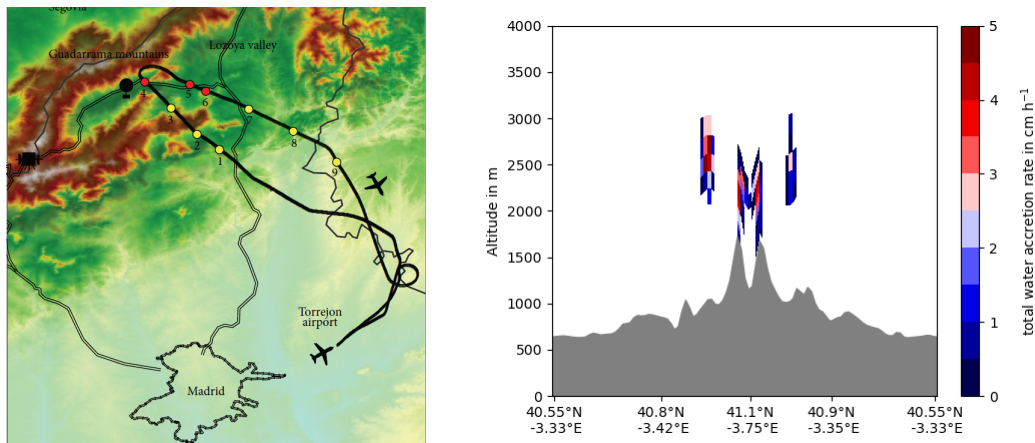 Segovia
Guadarrama mountains
Lozoya valley
4
5
6
3
7
2
8
1
9
Torrejon
airport
Madrid
4000
3500
3000
2500
2000
1500
1000
500
0
Altitude in m
40.55°N
-3.33°E
40.8°N
-3.42°E
41.1°N
-3.75°E
40.9°N
-3.35°E
40.55°N
-3.33°E
5
4
3
2
1
0
total water accretion rate in cm h⁻¹